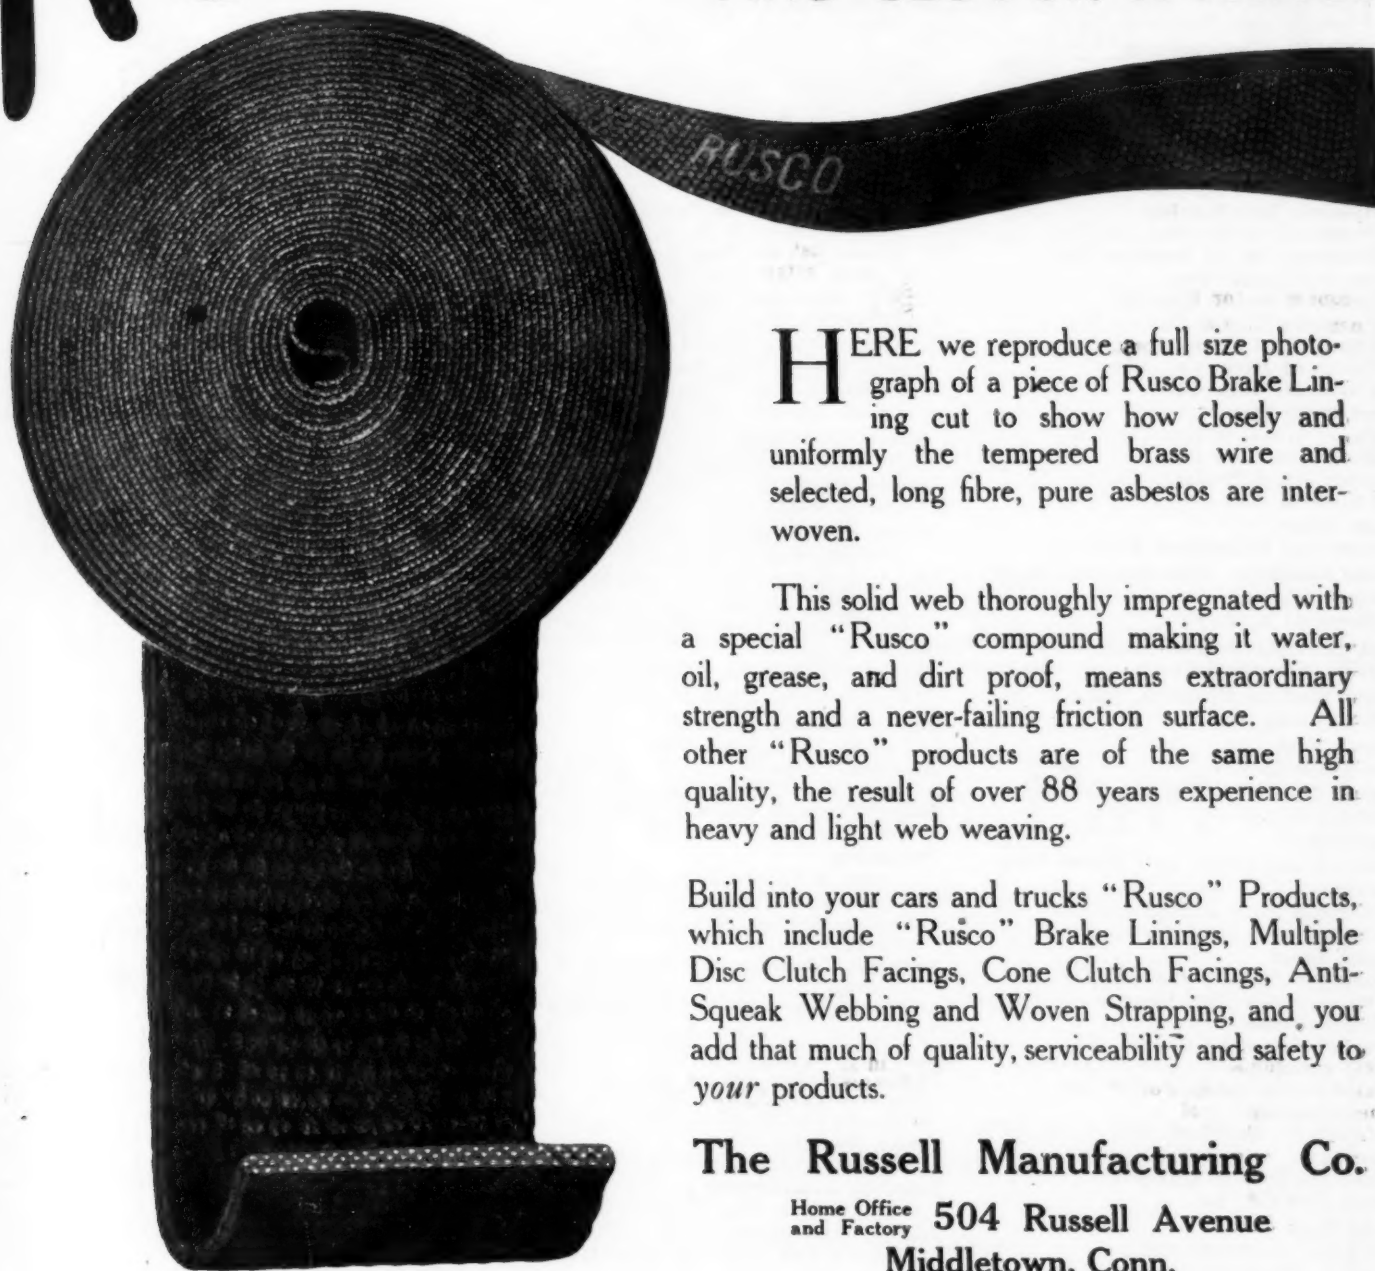 RUSCO
HERE we reproduce a full size photo-
graph of a piece of Rusco Brake Lin-
ing cut to show how closely and
uniformly the tempered brass wire and
selected, long fibre, pure asbestos are inter-
woven.
This solid web thoroughly impregnated with
a special “Rusco” compound making it water,
oil, grease, and dirt proof, means extraordinary
strength and a never-failing friction surface. All
other “Rusco” products are of the same high
quality, the result of over 88 years experience in
heavy and light web weaving.
Build into your cars and trucks “Rusco” Products,
which include “Rusco” Brake Linings, Multiple
Disc Clutch Facings, Cone Clutch Facings, Anti-
Squeak Webbing and Woven Strapping, and you
add that much of quality, serviceability and safety to
your products.
The Russell Manufacturing Co.
Home Office
and Factory 504 Russell Avenue
Middletown, Conn.